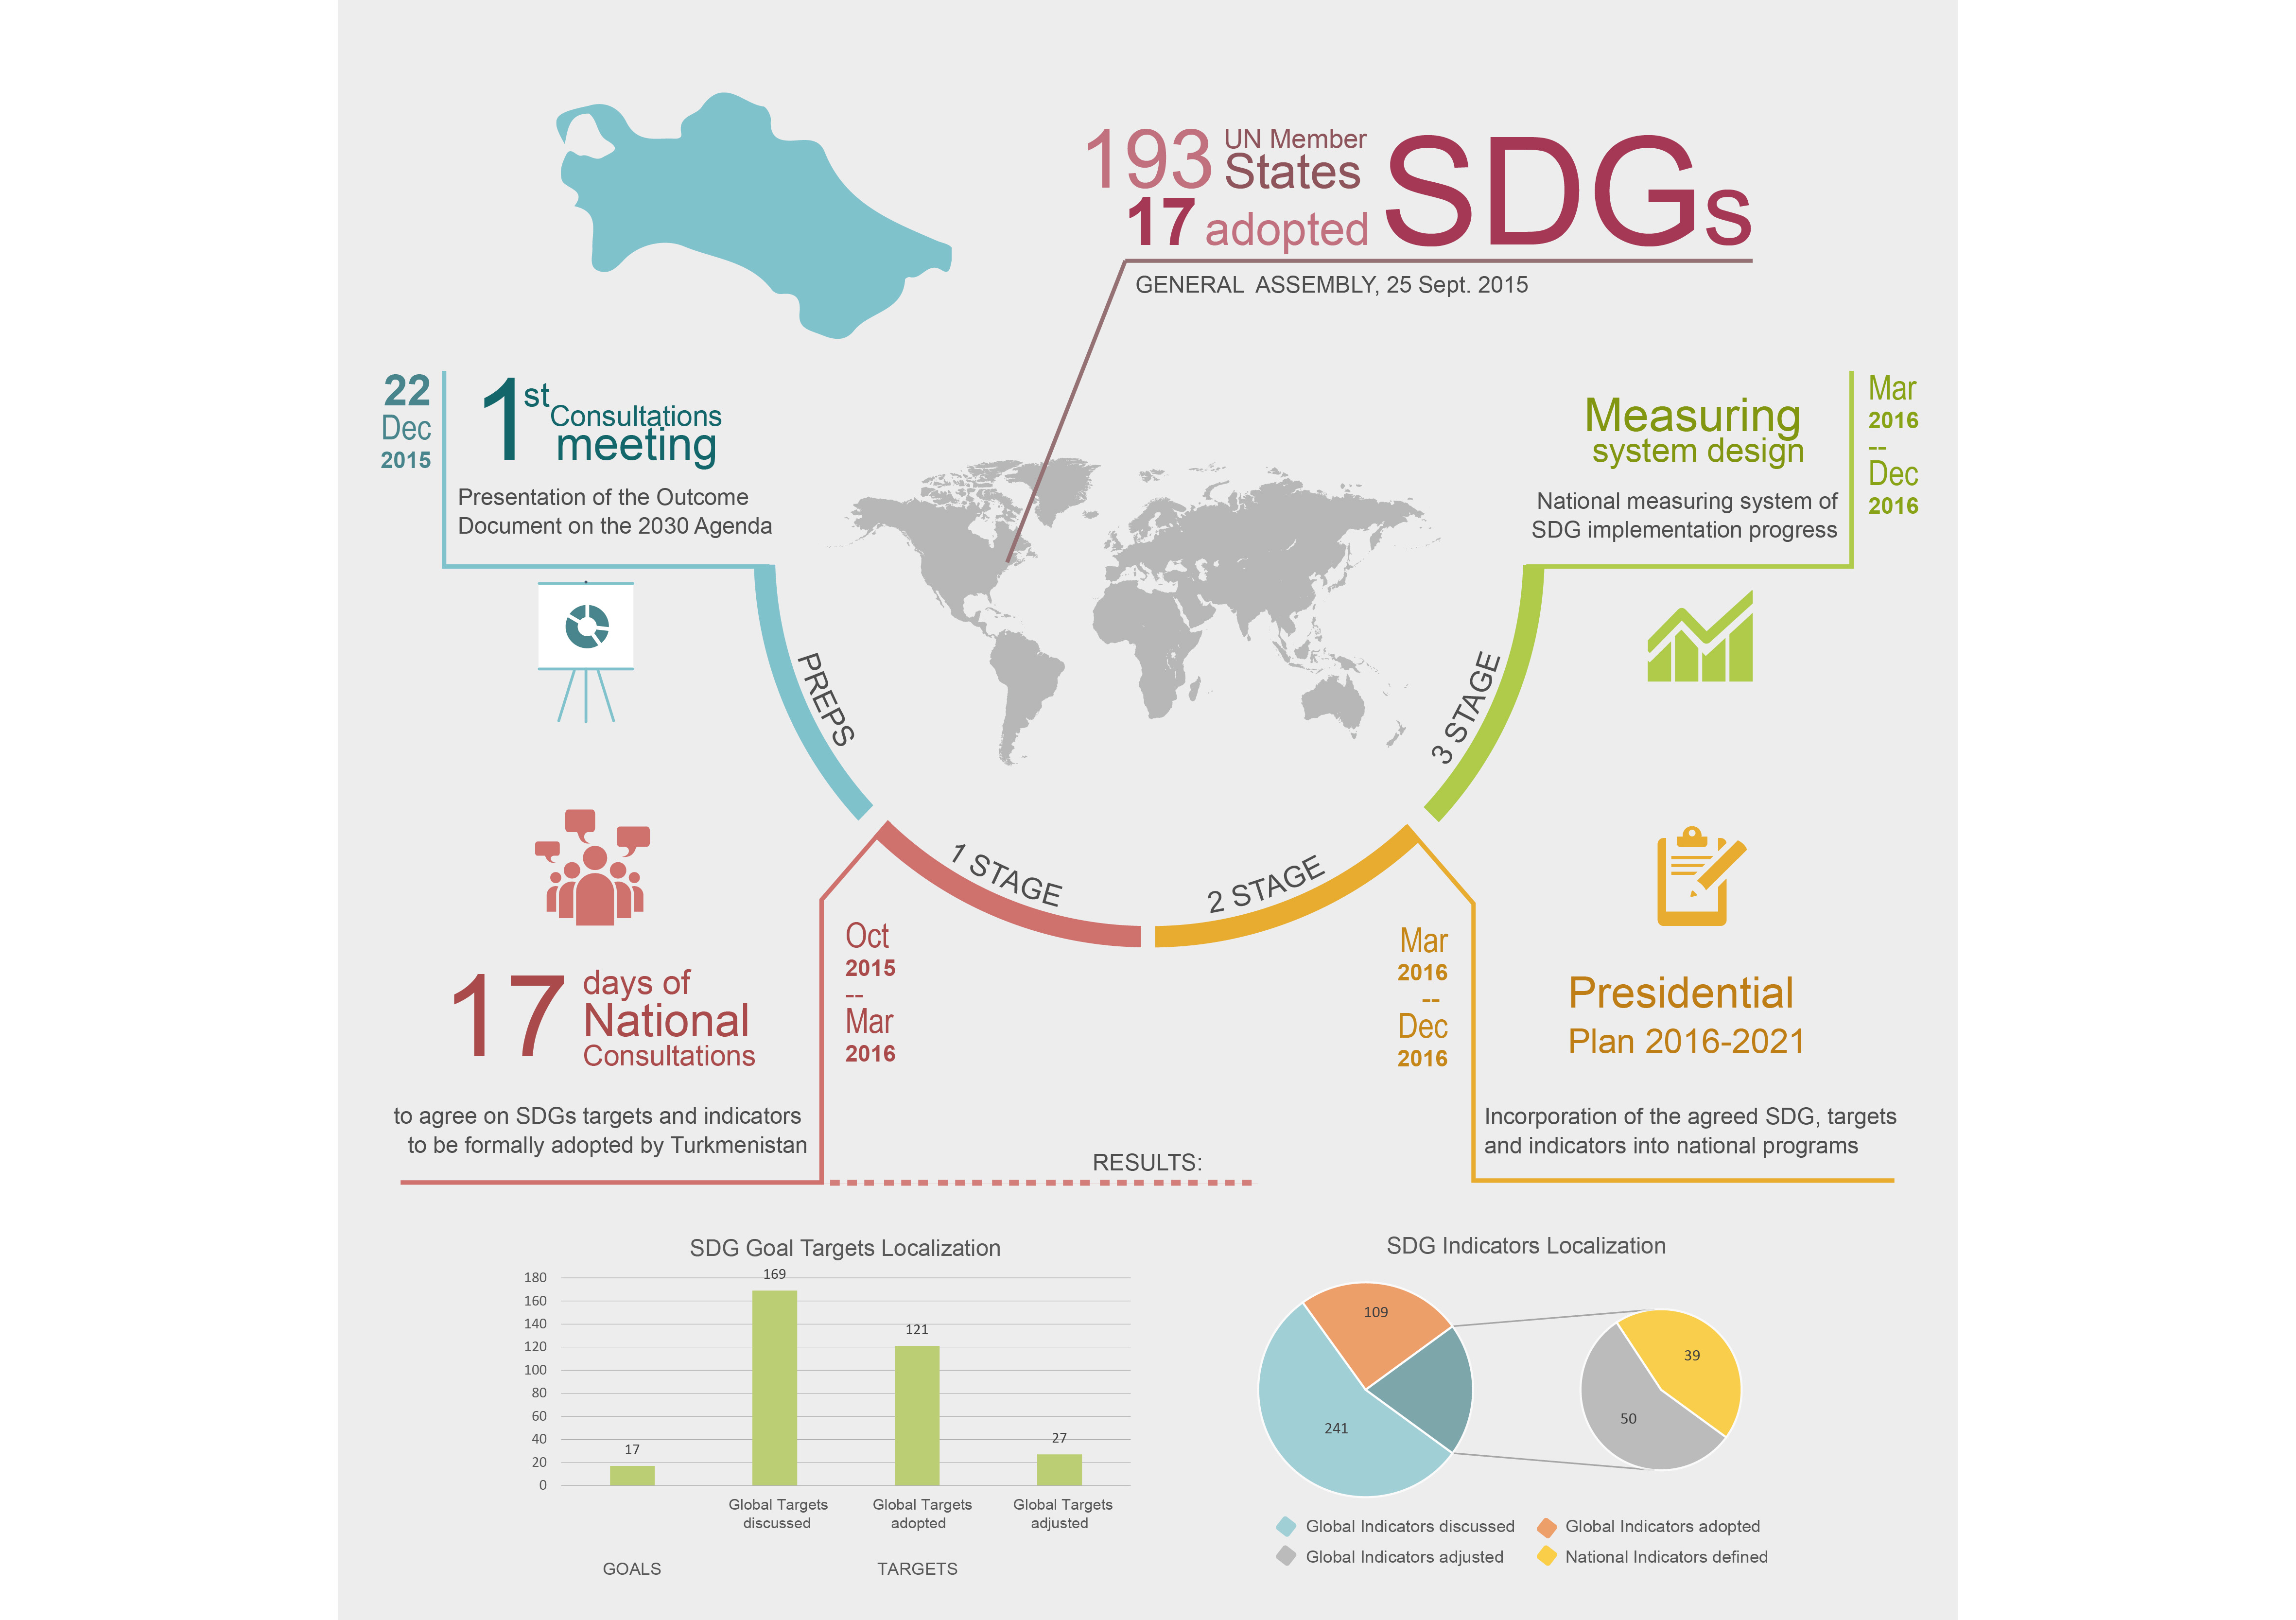 193 UN Member
States
17 adopted SDGs
GENERAL ASSEMBLY, 25 Sept. 2015
22
Dec
2015
1st Consultations
meeting
Presentation of the Outcome
Document on the 2030 Agenda
Measuring
system design
National measuring system of
SDG implementation progress
Mar
2016
--
Dec
2016
PREPS
1 STAGE
2 STAGE
3 STAGE
17 days of
National
Consultations
to agree on SDGs targets and indicators
to be formally adopted by Turkmenistan
Oct
2015
--
Mar
2016
Mar
2016
--
Dec
2016
Presidential
Plan 2016-2021
Incorporation of the agreed SDG, targets
and indicators into national programs
RESULTS:
SDG Goal Targets Localization
180
160
140
120
100
80
60
40
20
0
17
169
121
27
Global Targets
discussed
Global Targets
adopted
Global Targets
adjusted
GOALS
TARGETS
SDG Indicators Localization
109
241
39
50
Global Indicators discussed
Global Indicators adopted
Global Indicators adjusted
National Indicators defined